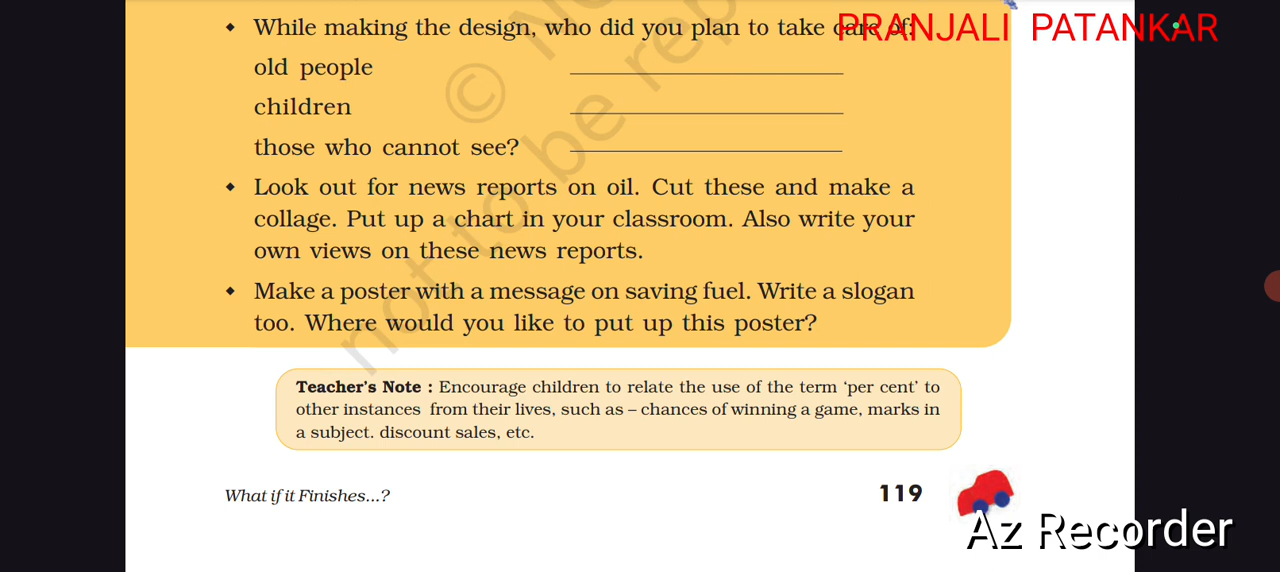 PRANJALI PATANKAR
◆ While making the design, who did you plan to take care of:
old people
children
those who cannot see?
◆ Look out for news reports on oil. Cut these and make a
collage. Put up a chart in your classroom. Also write your
own views on these news reports.
◆ Make a poster with a message on saving fuel. Write a slogan
too. Where would you like to put up this poster?
Teacher's Note : Encourage children to relate the use of the term ‘per cent’ to
other instances from their lives, such as – chances of winning a game, marks in
a subject. discount sales, etc.
What if it Finishes...?
119
Az Recorder
© N
not to be rep